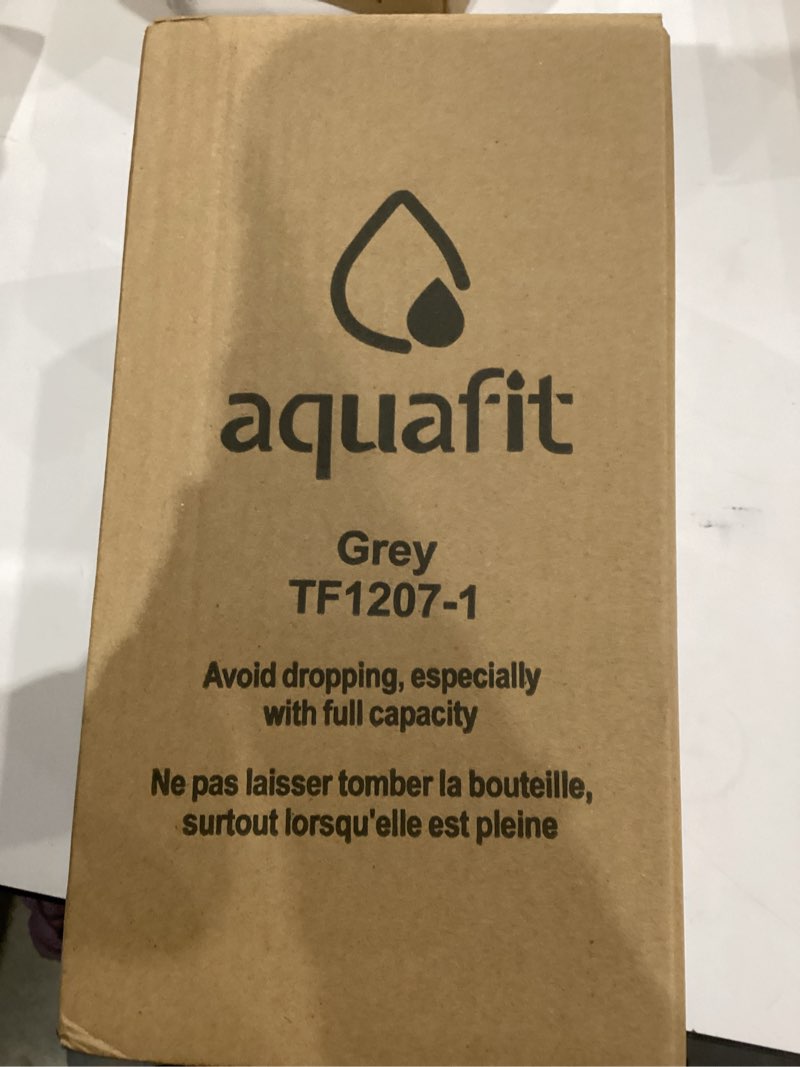 aquafit
Grey
TF1207-1
Avoid dropping, especially
with full capacity
Ne pas laisser tomber la bouteille,
surtout lorsqu'elle est pleine